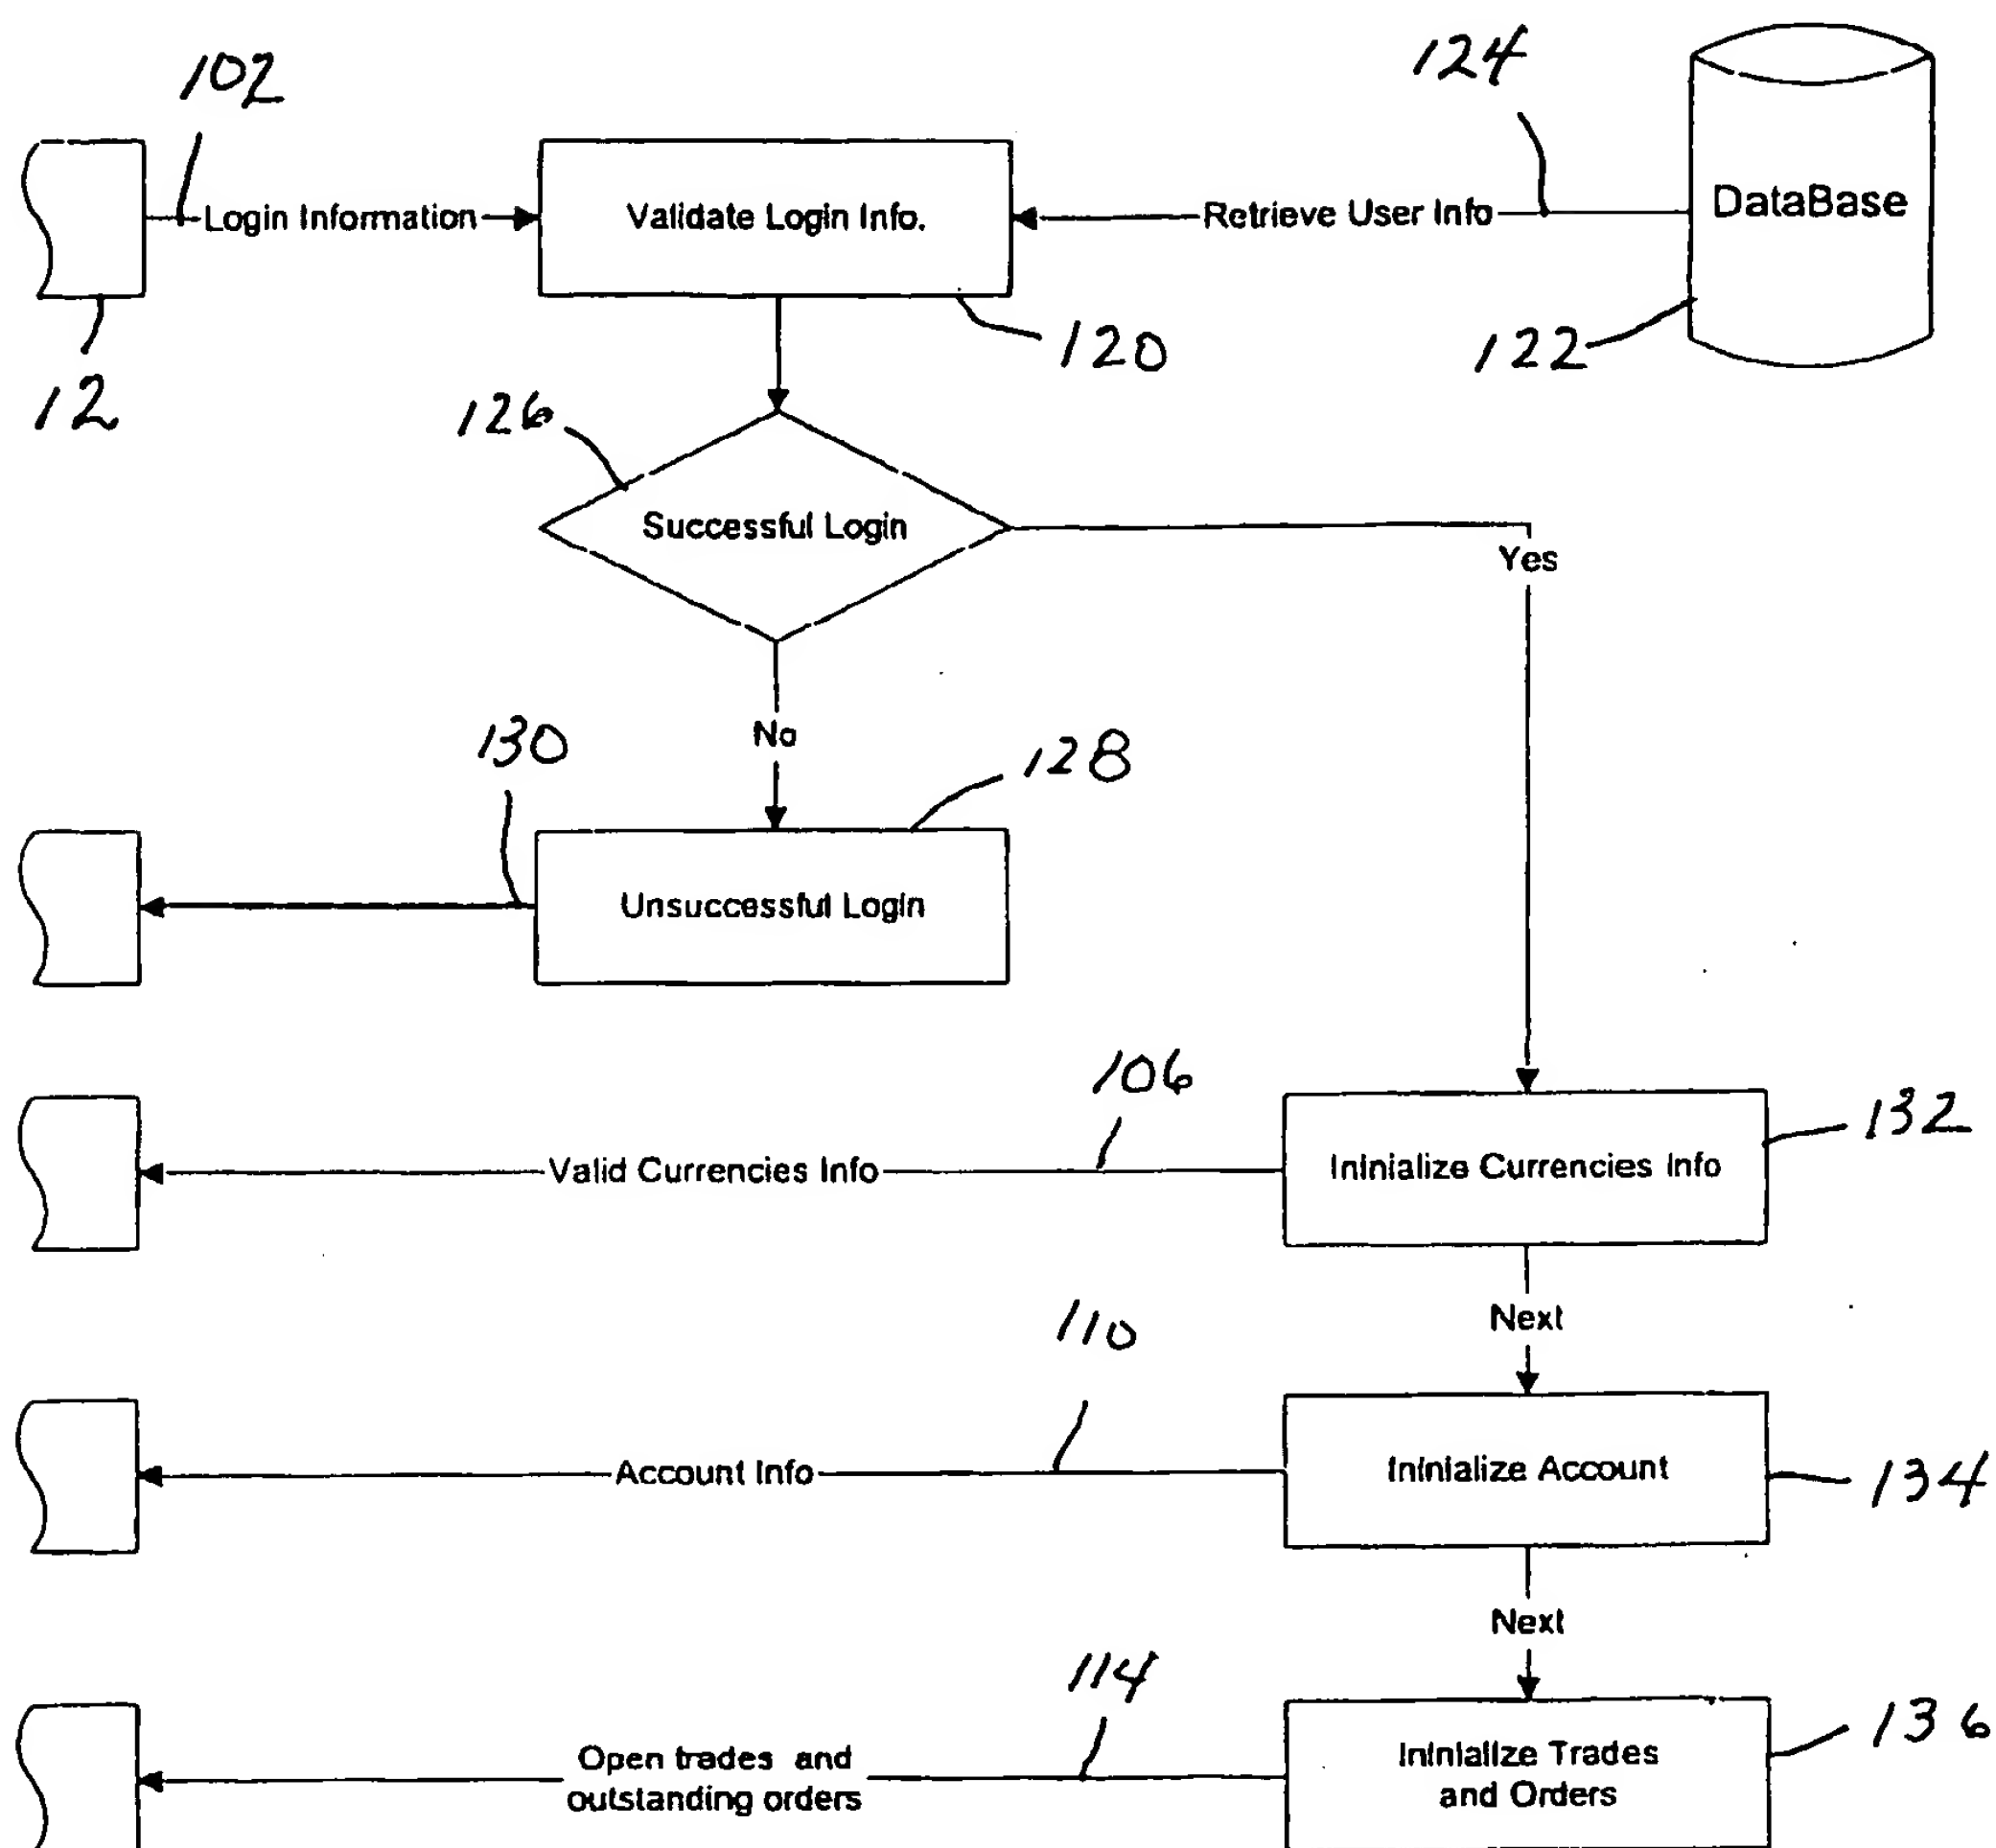 102
124
Login Information
Validate Login Info.
Retrieve User Info
DataBase
12
120
122
126
Successful Login
Yes
No
130
128
Unsuccessful Login
106
132
Valid Currencies Info
Ininialize Currencies Info
Next
110
Account Info
Ininialize Account
134
Next
114
136
Open trades and
outstanding orders
Ininialize Trades
and Orders